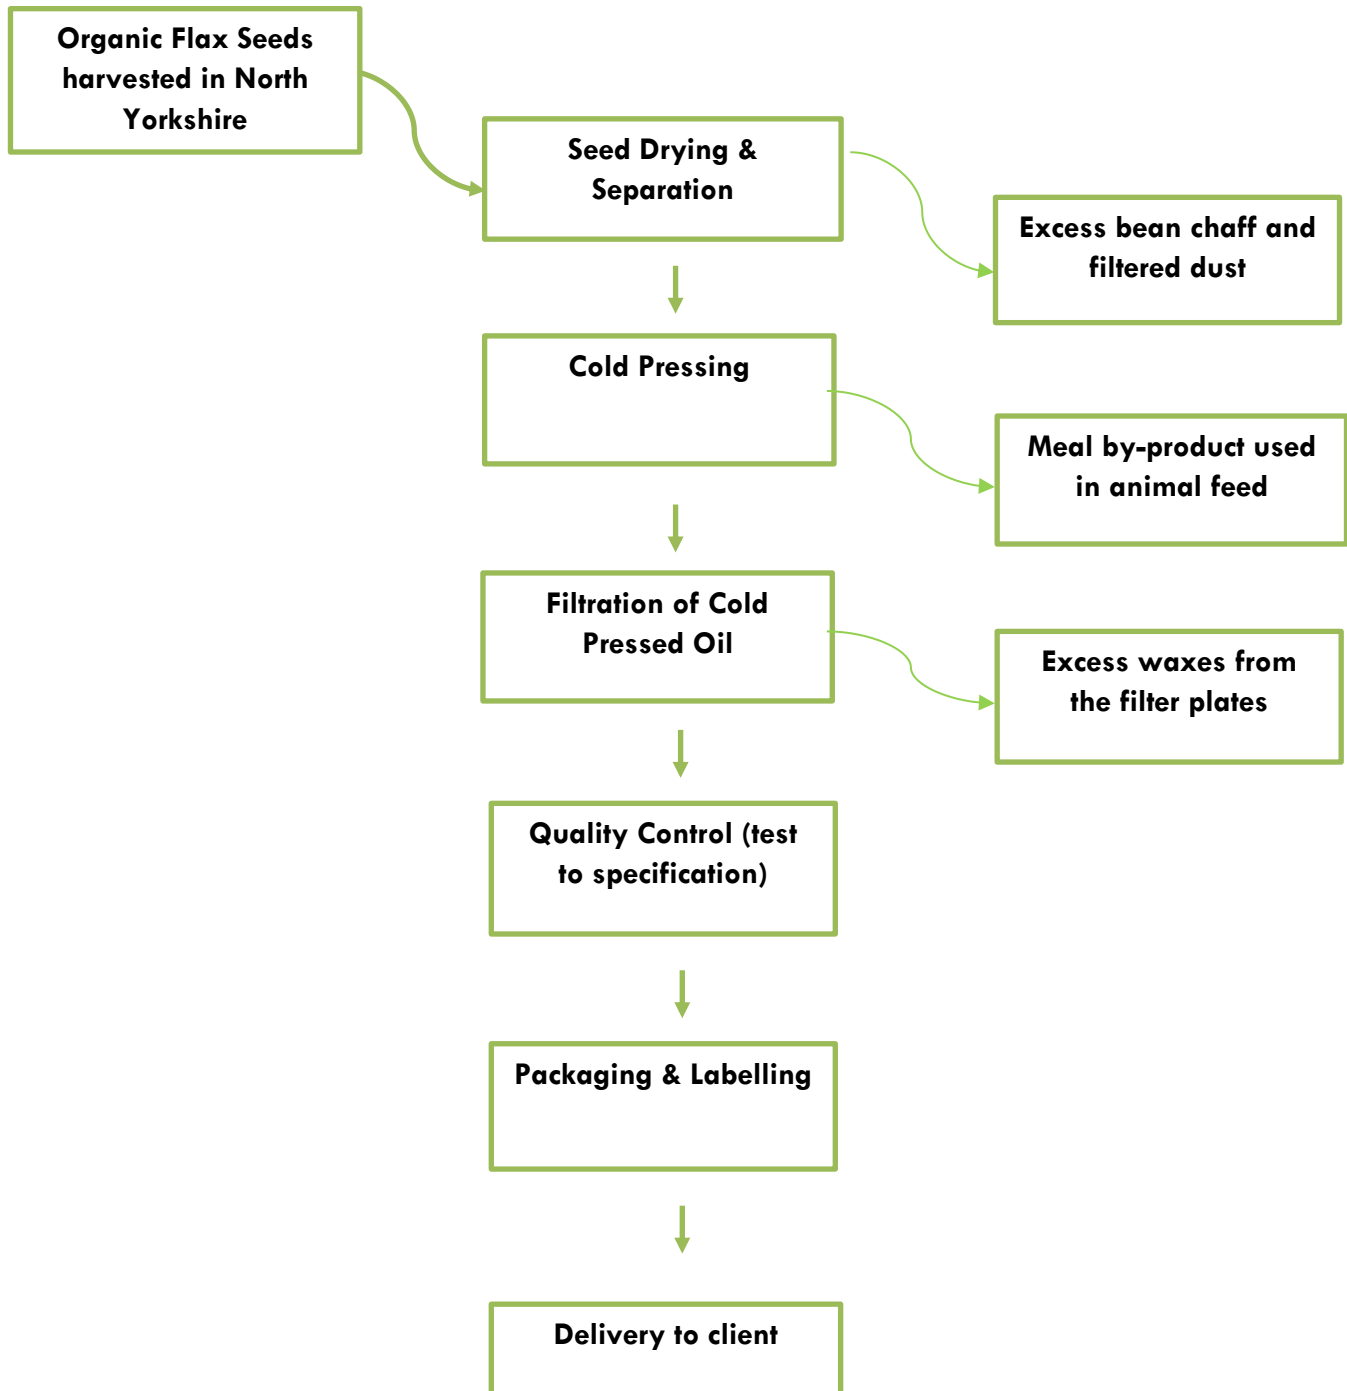 Organic Flax Seeds
harvested in North
Yorkshire
Seed Drying &
Separation
Excess bean chaff and
filtered dust
Cold Pressing
Meal by-product used
in animal feed
Filtration of Cold
Pressed Oil
Excess waxes from
the filter plates
Quality Control (test
to specification)
Packaging & Labelling
Delivery to client